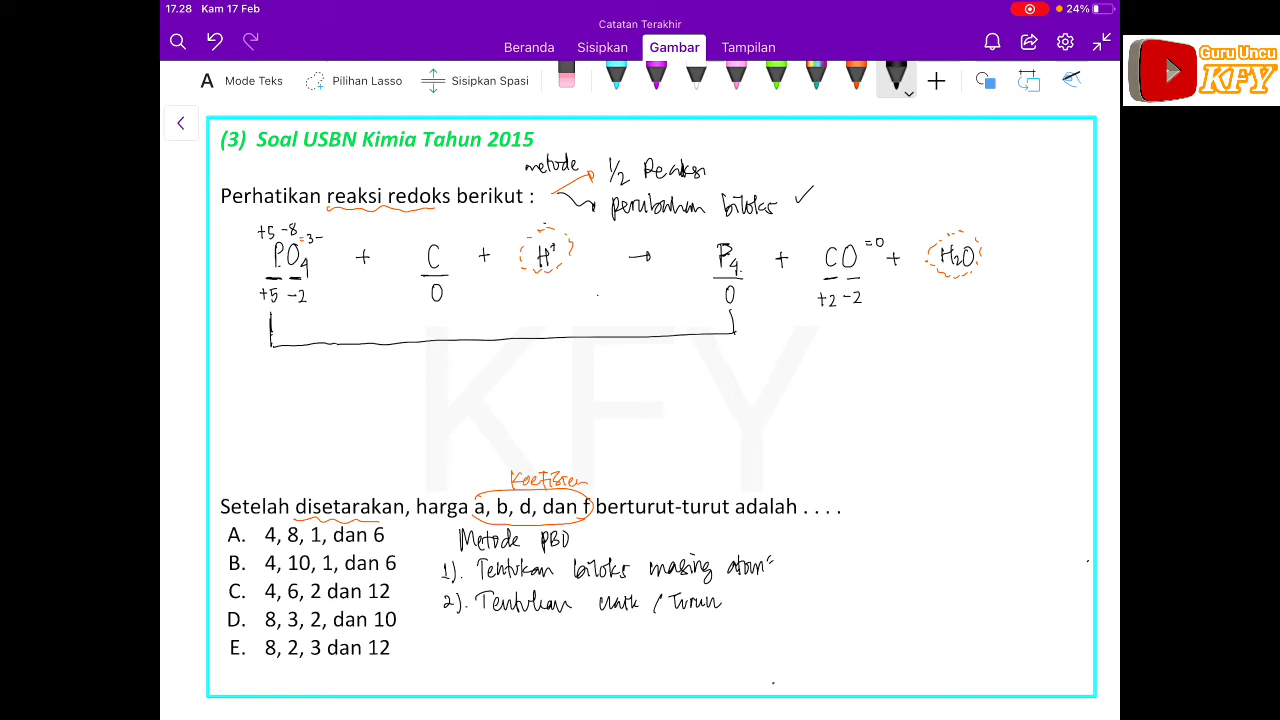 17.28 Kam 17 Feb
24%
Catatan Terakhir
Beranda Sisipkan Gambar Tampilan
A Mode Teks Pilihan Lasso Sisipkan Spasi
Guru Uncu
KFY
(3) Soal USBN Kimia Tahun 2015
metode
1/2 Reaksi
Perhatikan reaksi redoks berikut :
perubahan biloks ✓
+5 -8 =3-
PO4 + C + H+ → P4 + CO =0 + H2O
+5 -2 0 0 +2 -2
KFY
Koefisien
Setelah disetarakan, harga a, b, d, dan f berturut-turut adalah . . . .
A. 4, 8, 1, dan 6
Metode PBO
B. 4, 10, 1, dan 6
1). Tentukan biloks masing atom²
C. 4, 6, 2 dan 12
2). Tentukan naik / Turun
D. 8, 3, 2, dan 10
E. 8, 2, 3 dan 12